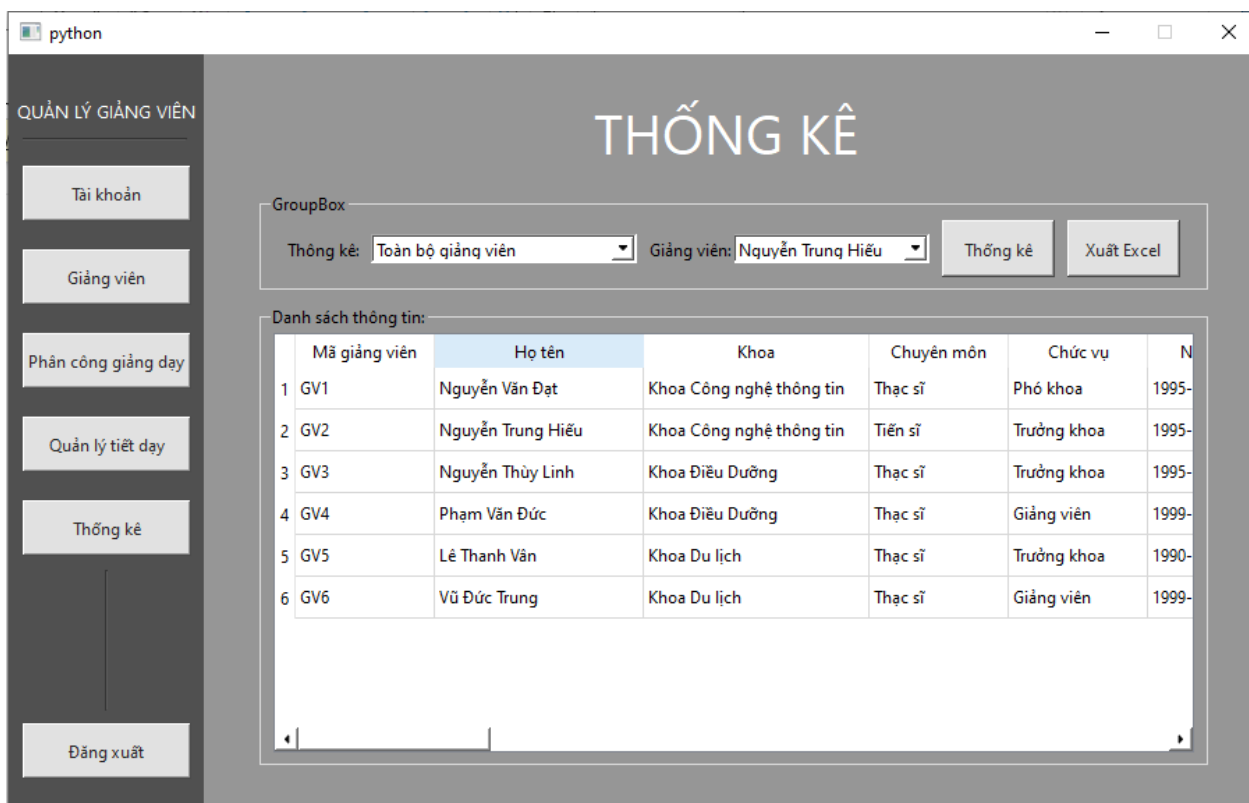 python
QUẢN LÝ GIẢNG VIÊN
Tài khoản
Giảng viên
Phân công giảng dạy
Quản lý tiết dạy
Thống kê
Đăng xuất
THỐNG KÊ
GroupBox
Thông kê: Toàn bộ giảng viên Giảng viên: Nguyễn Trung Hiếu Thống kê Xuất Excel
Danh sách thông tin:
Mã giảng viên Họ tên Khoa Chuyên môn Chức vụ N
1 GV1 Nguyễn Văn Đạt Khoa Công nghệ thông tin Thạc sĩ Phó khoa 1995-
2 GV2 Nguyễn Trung Hiếu Khoa Công nghệ thông tin Tiến sĩ Trưởng khoa 1995-
3 GV3 Nguyễn Thùy Linh Khoa Điều Dưỡng Thạc sĩ Trưởng khoa 1995-
4 GV4 Phạm Văn Đức Khoa Điều Dưỡng Thạc sĩ Giảng viên 1999-
5 GV5 Lê Thanh Vân Khoa Du lịch Thạc sĩ Trưởng khoa 1990-
6 GV6 Vũ Đức Trung Khoa Du lịch Thạc sĩ Giảng viên 1999-